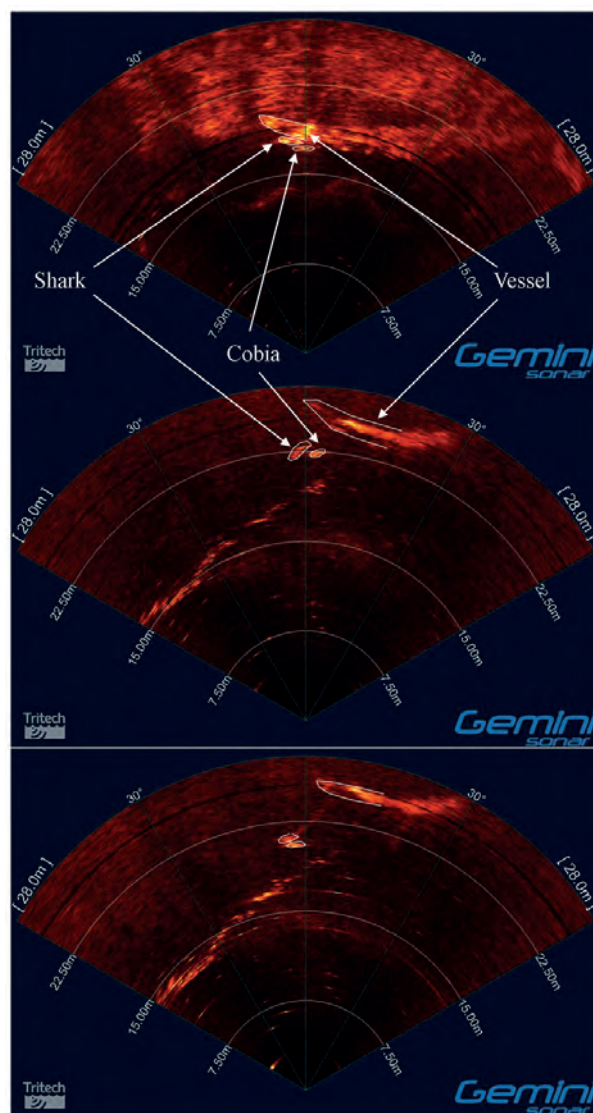 30°
30°
[ 28.0m ]
[ 28.0m ]
22.50m
22.50m
15.00m
15.00m
7.50m
7.50m
Shark
Vessel
Cobia
Tritech
Gemini
sonar
30°
30°
[ 28.0m ]
[ 28.0m ]
22.50m
22.50m
15.00m
15.00m
7.50m
7.50m
Tritech
Gemini
sonar
30°
30°
[ 28.0m ]
[ 28.0m ]
22.50m
22.50m
15.00m
15.00m
7.50m
7.50m
Tritech
Gemini
sonar